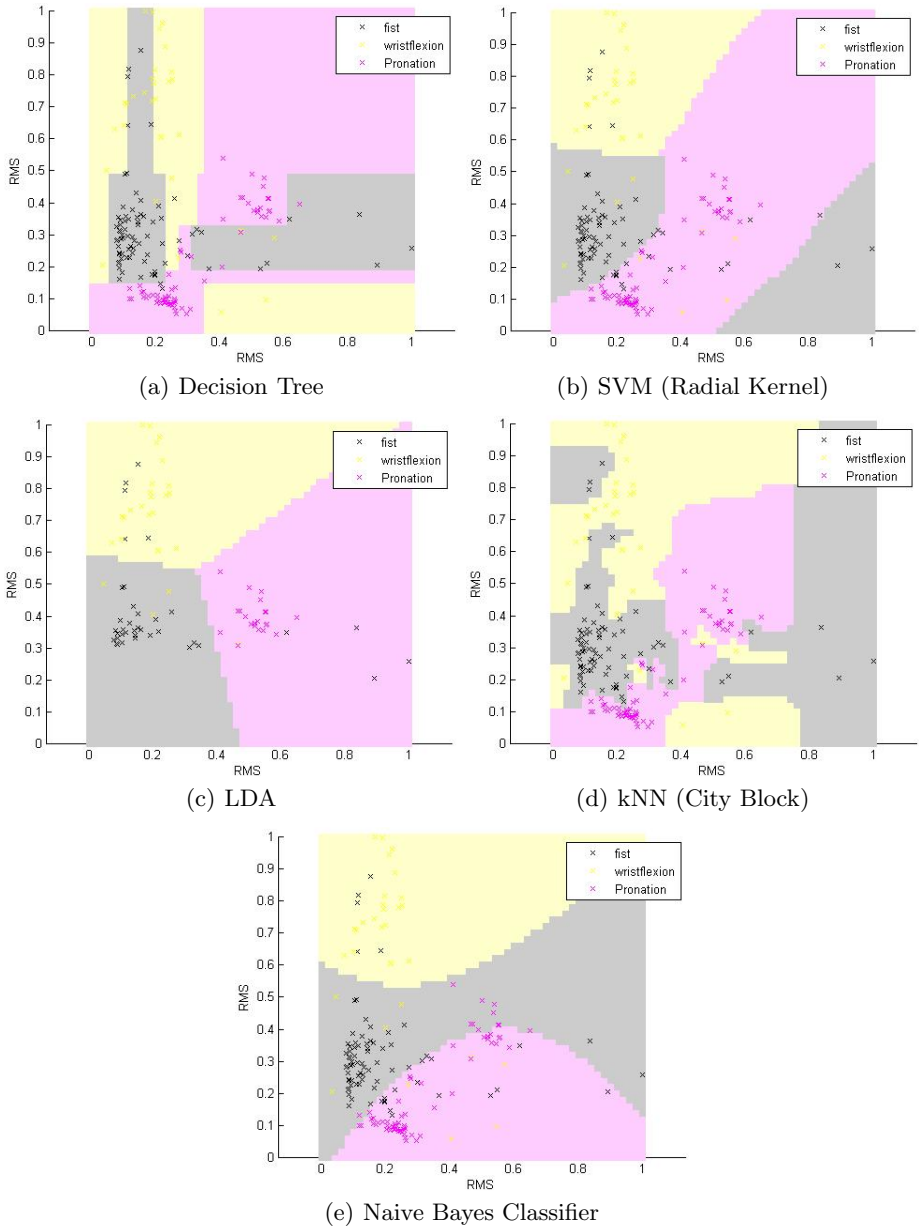 1
0.9
0.8
0.7
0.6
0.5
0.4
0.3
0.2
0.1
0
RMS
fist
wristflexion
Pronation
0 0.2 0.4 0.6 0.8 1
RMS
(a) Decision Tree
1
0.9
0.8
0.7
0.6
0.5
0.4
0.3
0.2
0.1
0
RMS
fist
wristflexion
Pronation
0 0.2 0.4 0.6 0.8 1
RMS
(b) SVM (Radial Kernel)
1
0.9
0.8
0.7
0.6
0.5
0.4
0.3
0.2
0.1
0
RMS
fist
wristflexion
Pronation
0 0.2 0.4 0.6 0.8 1
RMS
(c) LDA
1
0.9
0.8
0.7
0.6
0.5
0.4
0.3
0.2
0.1
0
RMS
fist
wristflexion
Pronation
0 0.2 0.4 0.6 0.8 1
RMS
(d) kNN (City Block)
1
0.9
0.8
0.7
0.6
0.5
0.4
0.3
0.2
0.1
0
RMS
fist
wristflexion
Pronation
0 0.2 0.4 0.6 0.8 1
RMS
(e) Naive Bayes Classifier